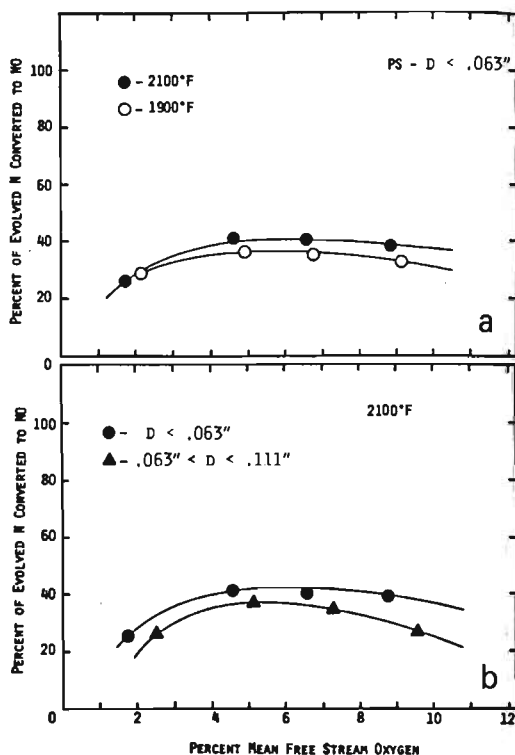 PS - D < .063"
● - 2100°F
○ - 1900°F
100
80
60
40
20
0
PERCENT OF EVOLVED N CONVERTED TO NO
a
2100°F
● - D < .063"
▲ - .063" < D < .111"
100
80
60
40
20
0
PERCENT OF EVOLVED N CONVERTED TO NO
b
2 4 6 8 10 12
PERCENT MEAN FREE STREAM OXYGEN